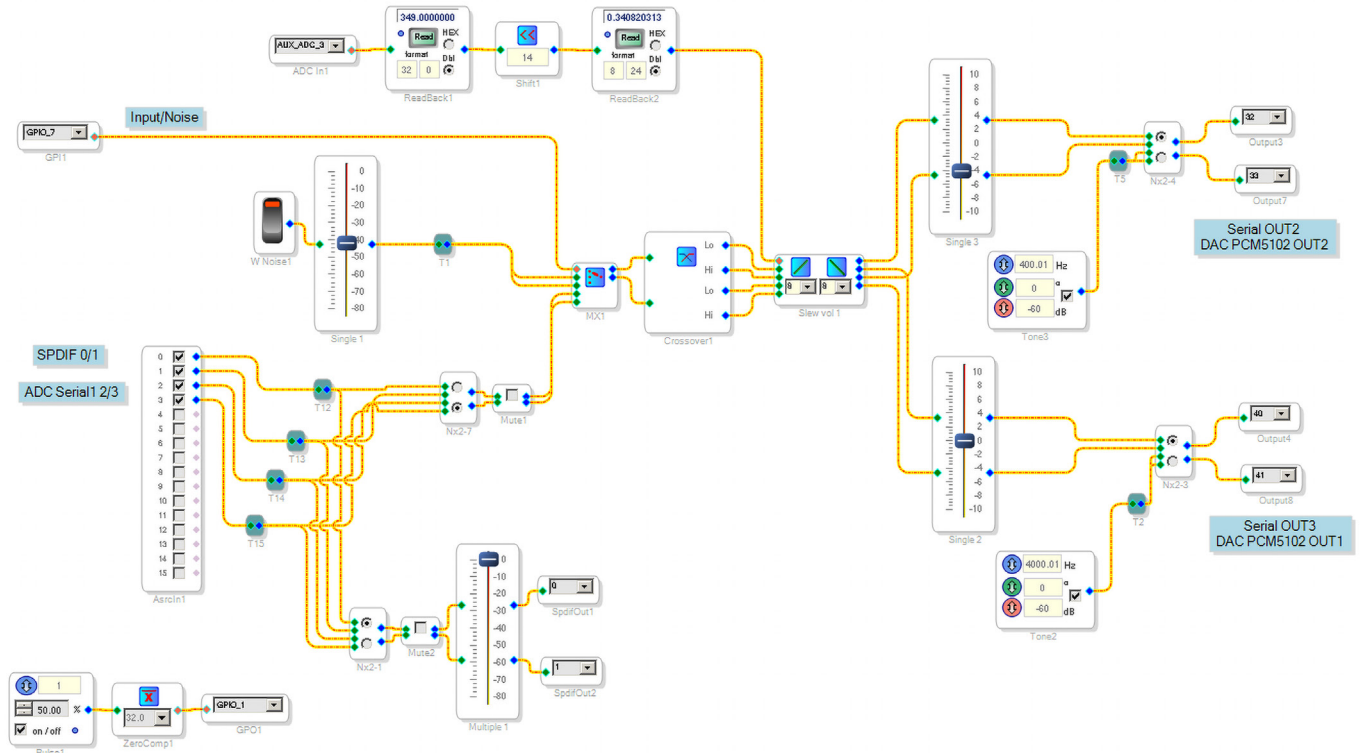 349.0000000
HEX
Read
format
Dbl
32 0
ReadBack1
AUX_ADC_3
ADC In1
<<
14
Shift1
0.340820313
HEX
Read
format
Dbl
8 24
ReadBack2
Input/Noise
GPIO_7
GPI1
W Noise1
0
-10
-20
-30
-40
-50
-60
-70
-80
Single 1
T1
MX1
Lo
Hi
Lo
Hi
Crossover1
Slew vol 1
10
8
6
4
2
0
-2
-4
-6
-8
-10
Single 3
T5
Nx2-4
32
Output3
33
Output7
Serial OUT2
DAC PCM5102 OUT2
400.01 Hz
0
-60 dB
Tone3
SPDIF 0/1
ADC Serial1 2/3
0
1
2
3
4
5
6
7
8
9
10
11
12
13
14
15
AsrcIn1
T12
T13
T14
T15
Nx2-7
Mute1
10
8
6
4
2
0
-2
-4
-6
-8
-10
Single 2
T2
Nx2-3
40
Output4
41
Output8
Serial OUT3
DAC PCM5102 OUT1
4000.01 Hz
0
-60 dB
Tone2
Nx2-1
Mute2
0
-10
-20
-30
-40
-50
-60
-70
-80
Multiple 1
0
SpdifOut1
1
SpdifOut2
1
50.00 %
on / off
Pulse1
X
32.0
ZeroComp1
GPIO_1
GPO1